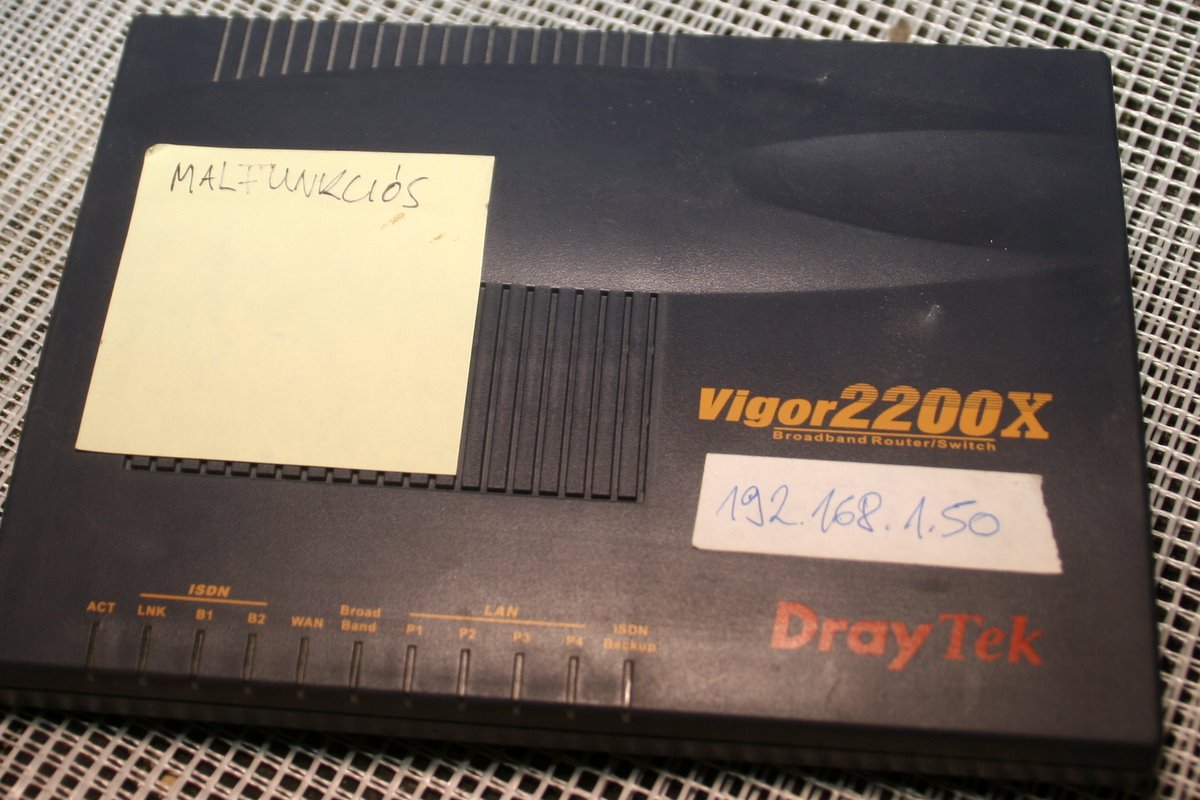 MALFUNKCIÓS
Vigor2200X
Broadband Router/Switch
192.168.1.50
DrayTek
ISDN
ACT LNK B1 B2 WAN Broad Band
LAN
P1 P2 P3 P4
ISDN Backup